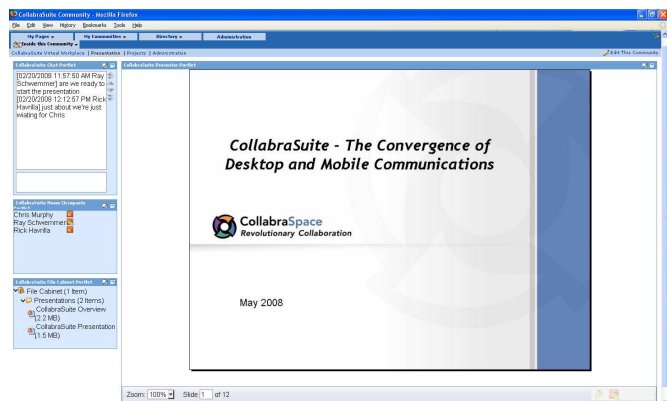 CollabraSuite Community - Mozilla Firefox
File Edit View History Bookmarks Tools Help
My Pages My Communities Directory Administration
Inside this Community
CollabraSuite Virtual Workplace | Presentation | Projects | Administration Edit This Community
CollabraSuite Chat Portlet
[02/20/2009 11:57:50 AM Ray
Schwemmer] are we ready to
start the presentation
[02/20/2009 12:12:57 PM Rick
Havrilla] just about we're just
wiating for Chris
CollabraSuite Room Occupants
Portlet
Chris Murphy
Ray Schwemmer
Rick Havrilla
CollabraSuite File Cabinet Portlet
File Cabinet (1 Item)
Presentations (2 Items)
CollabraSuite Overview
(2.2 MB)
CollabraSuite Presentation
(1.5 MB)
CollabraSuite Presenter Portlet
CollabraSuite - The Convergence of
Desktop and Mobile Communications
CollabraSpace
Revolutionary Collaboration
May 2008
Zoom: 100% Slide 1 of 12